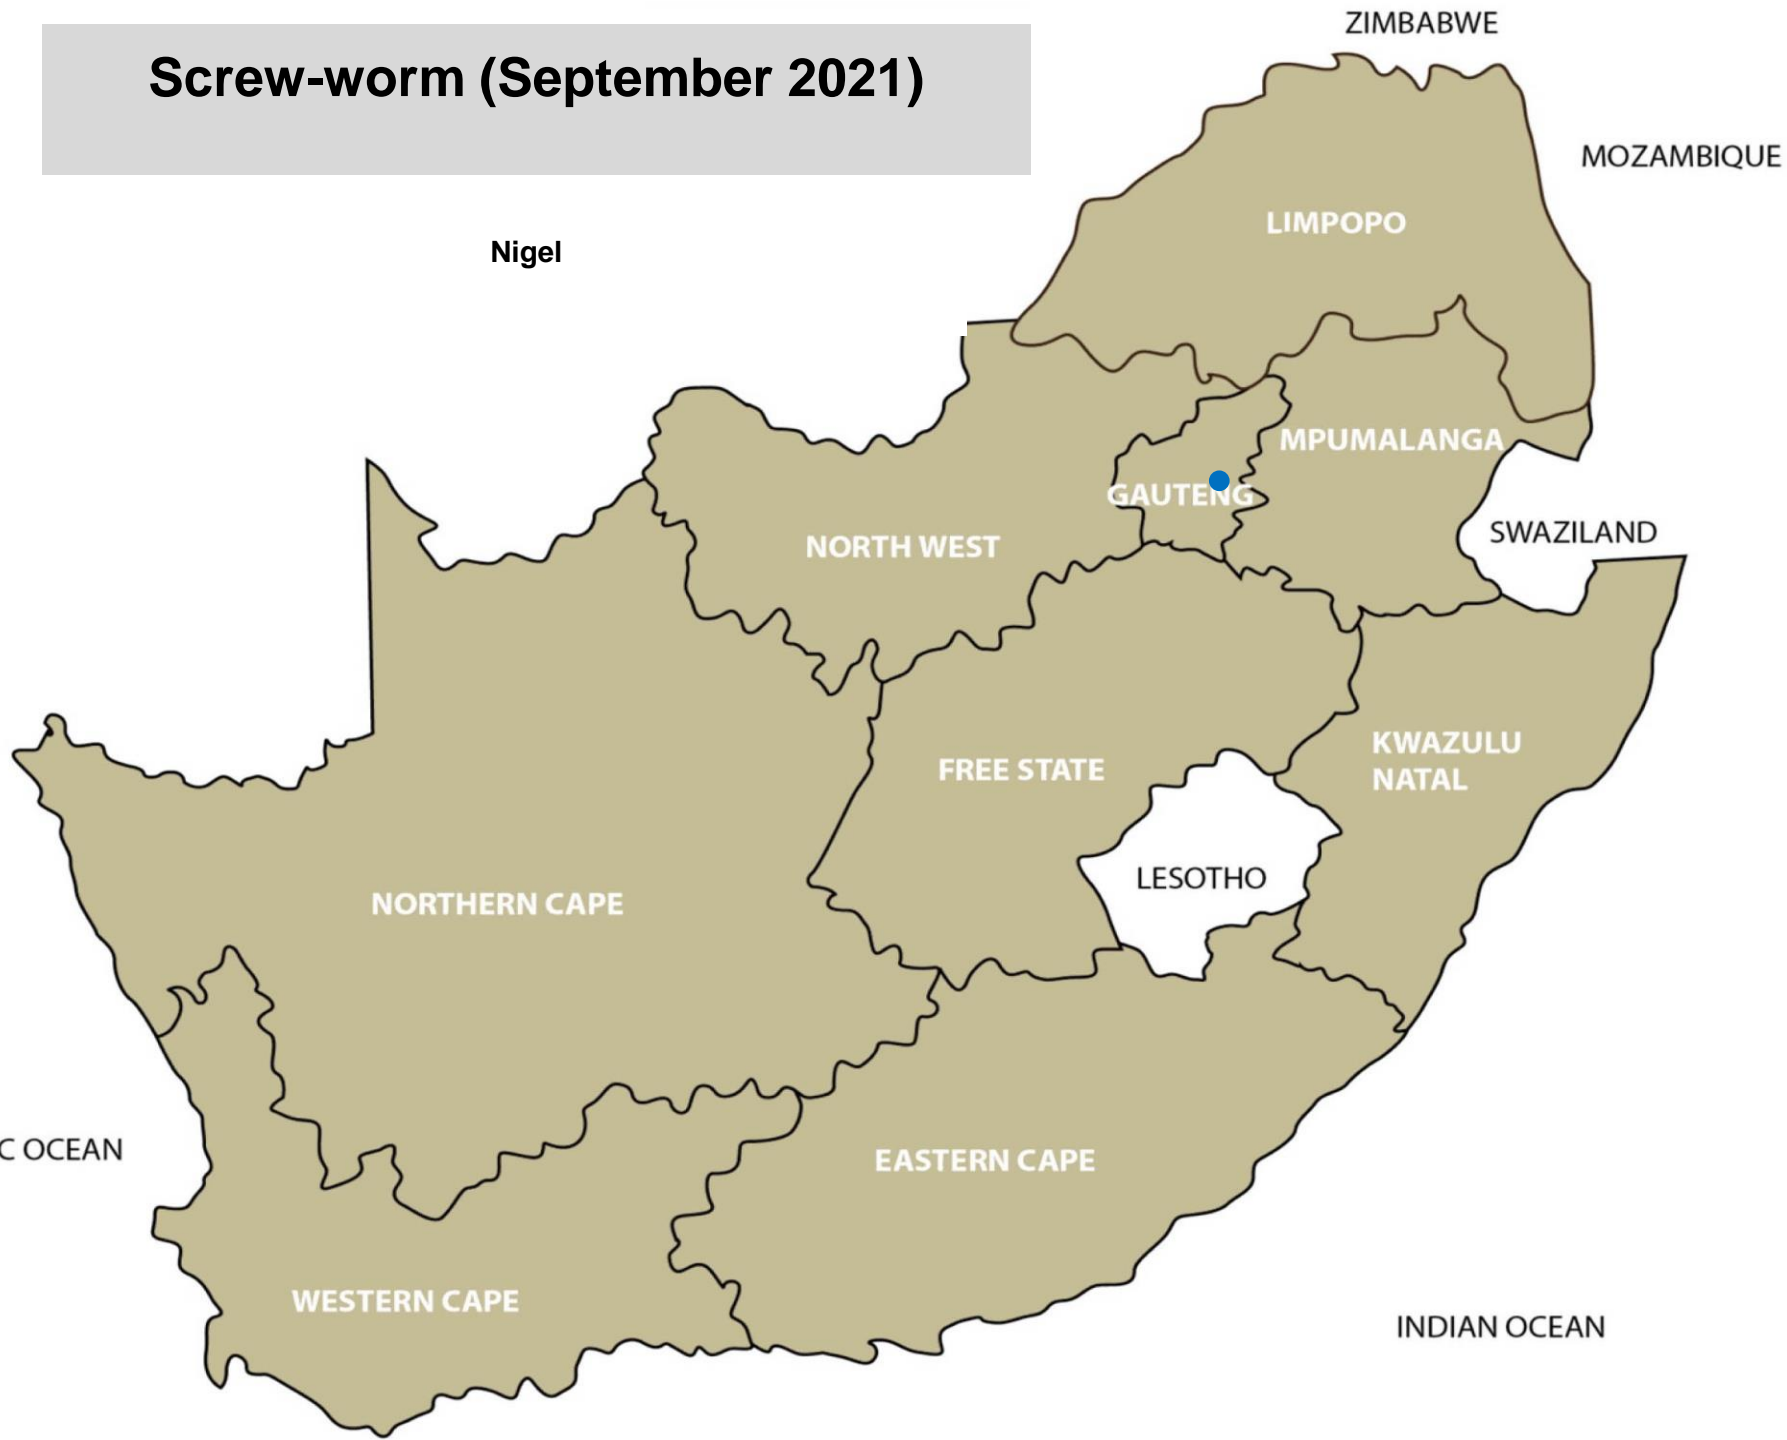 Screw-worm (September 2021)
ZIMBABWE
MOZAMBIQUE
LIMPOPO
Nigel
MPUMALANGA
GAUTENG
SWAZILAND
NORTH WEST
KWAZULU
NATAL
FREE STATE
LESOTHO
NORTHERN CAPE
C OCEAN
EASTERN CAPE
WESTERN CAPE
INDIAN OCEAN